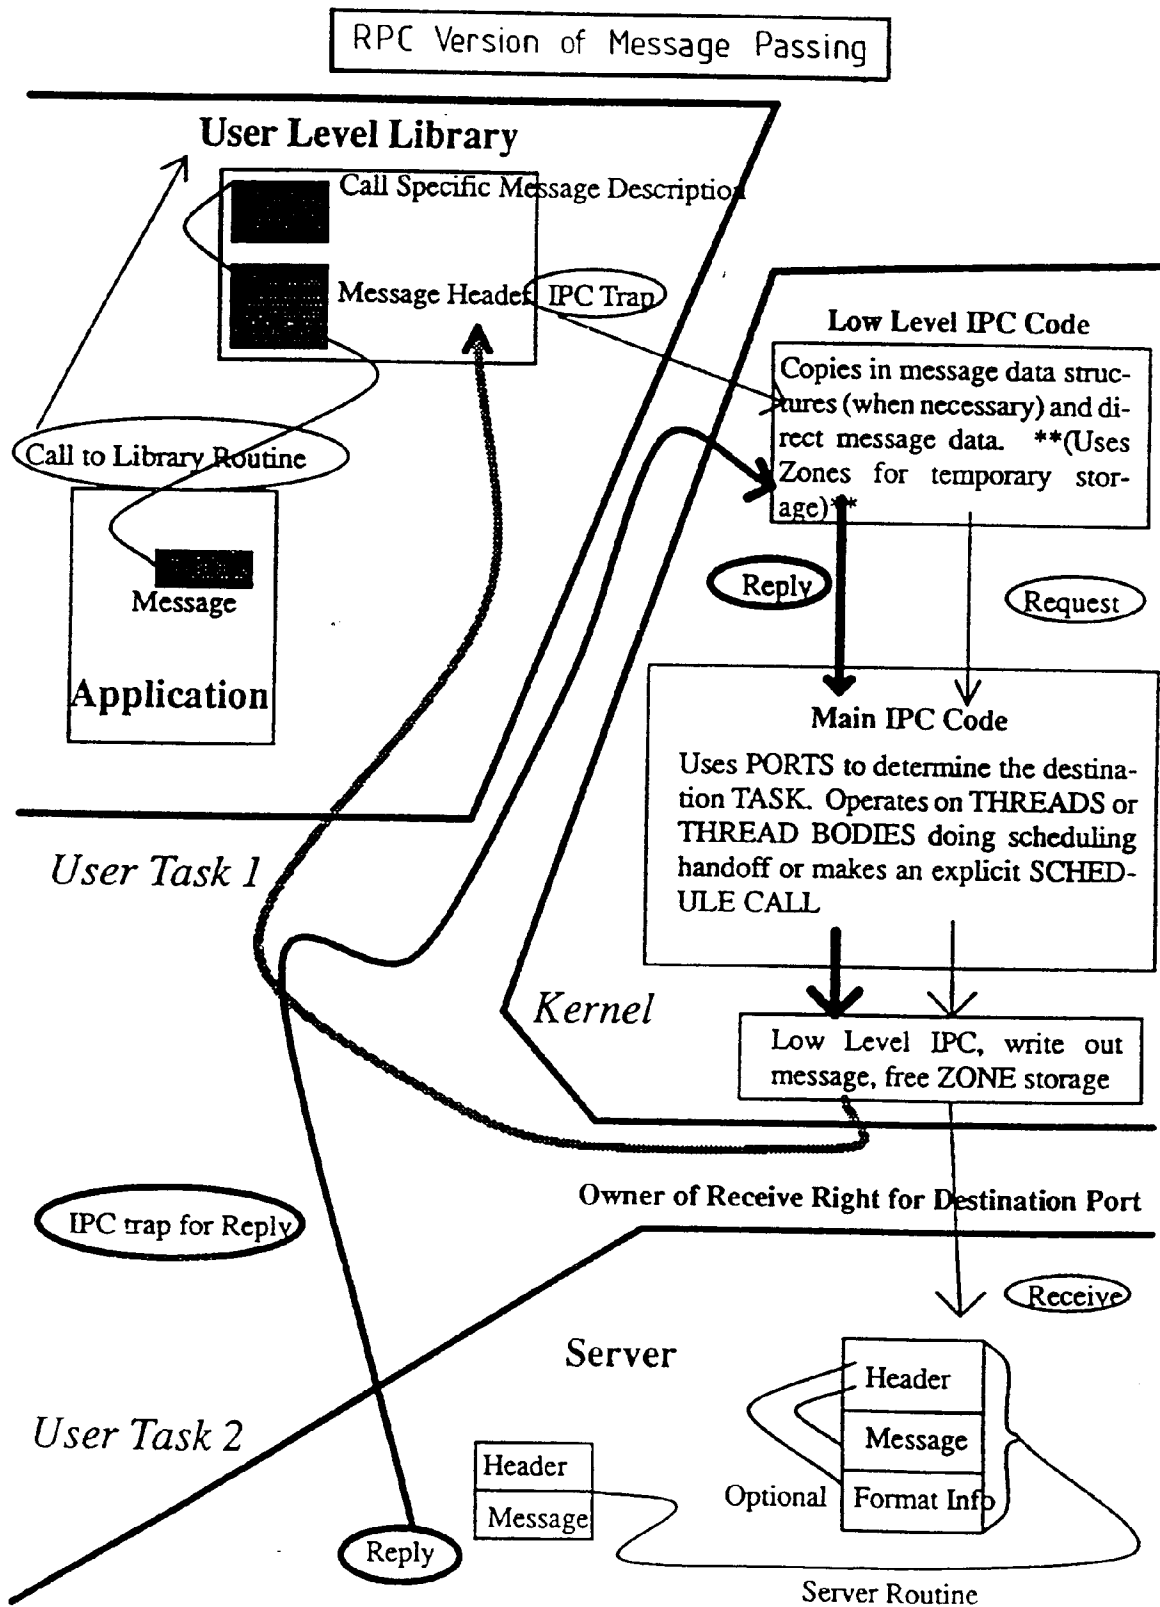 RPC Version of Message Passing
User Level Library
Call Specific Message Description
Message Header
IPC Trap
Call to Library Routine
Message
Application
User Task 1
Low Level IPC Code
Copies in message data struc-
tures (when necessary) and di-
rect message data. **(Uses
Zones for temporary stor-
age)**
Reply
Request
Main IPC Code
Uses PORTS to determine the destina-
tion TASK. Operates on THREADS or
THREAD BODIES doing scheduling
handoff or makes an explicit SCHED-
ULE CALL
Kernel
Low Level IPC, write out
message, free ZONE storage
Owner of Receive Right for Destination Port
IPC trap for Reply
Receive
Server
User Task 2
Header
Message
Optional
Format Info
Header
Message
Reply
Server Routine